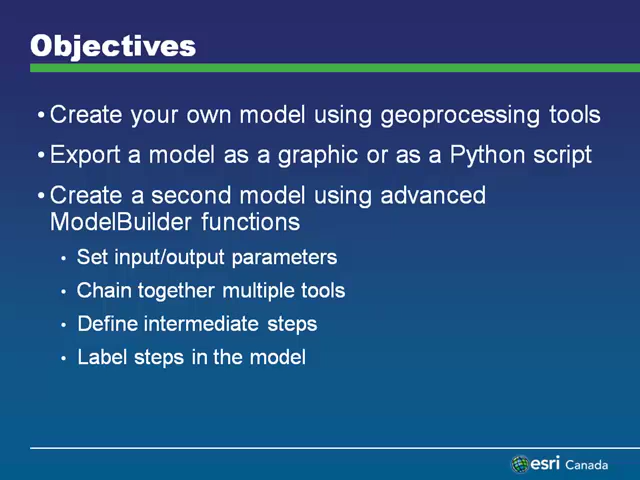 Objectives
• Create your own model using geoprocessing tools
• Export a model as a graphic or as a Python script
• Create a second model using advanced
ModelBuilder functions
• Set input/output parameters
• Chain together multiple tools
• Define intermediate steps
• Label steps in the model
esri Canada